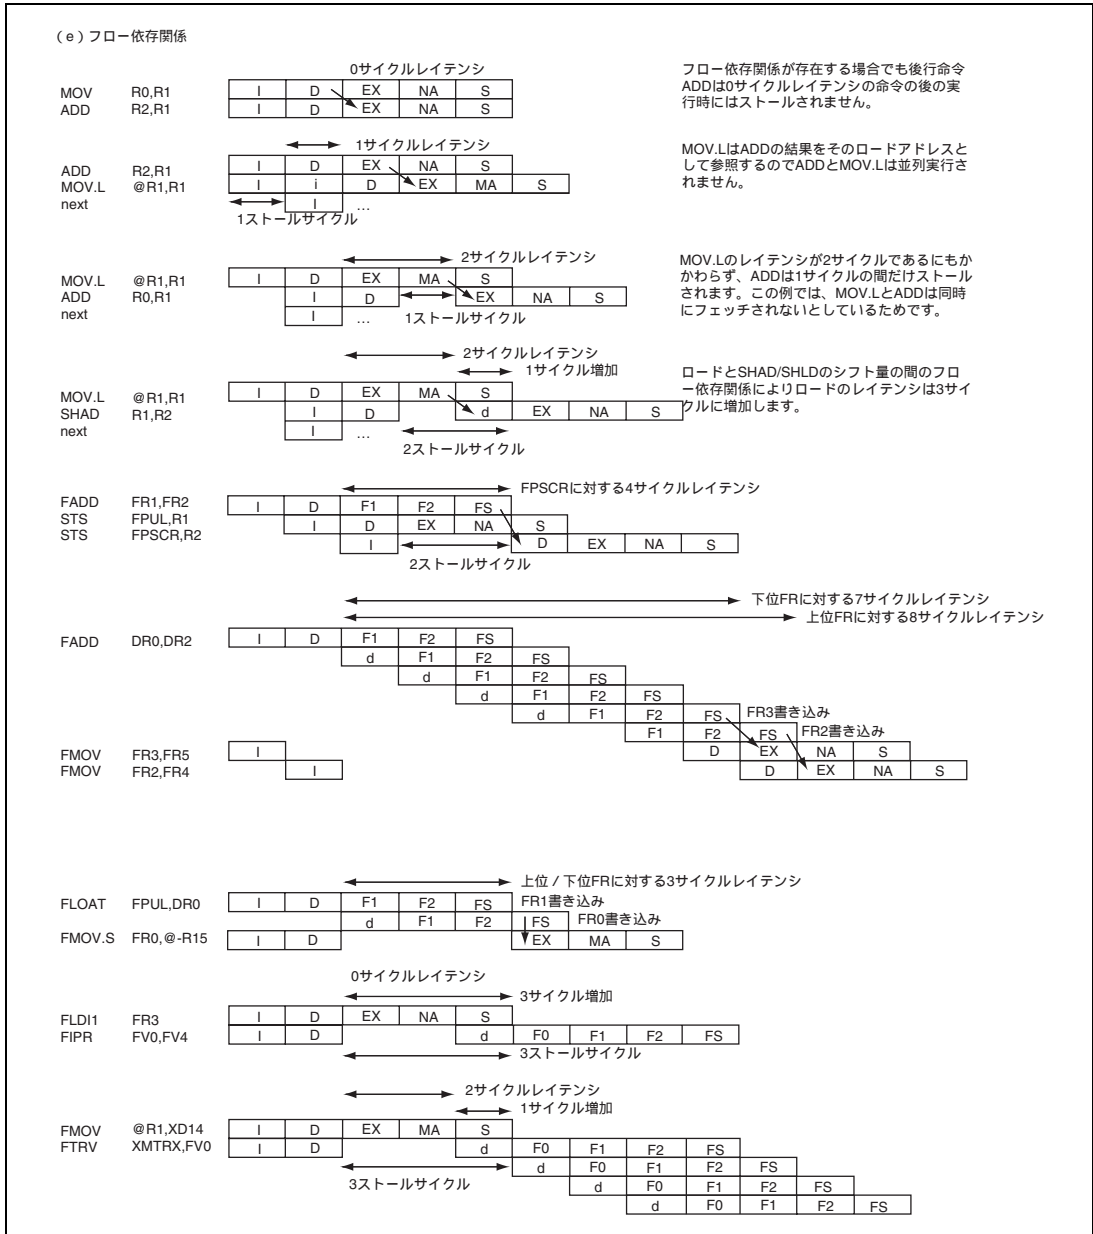 (e)フロー依存関係
0サイクルレイテンシ
MOV R0,R1 I D EX NA S
ADD R2,R1 I D EX NA S
フロー依存関係が存在する場合でも後行命令
ADDは0サイクルレイテンシの命令の後の実
行時にはストールされません。
1サイクルレイテンシ
ADD R2,R1 I D EX NA S
MOV.L @R1,R1 I i D EX MA S
next I …
1ストールサイクル
MOV.LはADDの結果をそのロードアドレスと
して参照するのでADDとMOV.Lは並列実行さ
れません。
2サイクルレイテンシ
MOV.L @R1,R1 I D EX MA S
ADD R0,R1 I D EX NA S
next I … 1ストールサイクル
MOV.Lのレイテンシが2サイクルであるにもか
かわらず、ADDは1サイクルの間だけストール
されます。この例では、MOV.LとADDは同時
にフェッチされないとしているためです。
2サイクルレイテンシ
1サイクル増加
MOV.L @R1,R1 I D EX MA S
SHAD R1,R2 I D d EX NA S
next I …
2ストールサイクル
ロードとSHAD/SHLDのシフト量の間のフロ
ー依存関係によりロードのレイテンシは3サイ
クルに増加します。
FPSCRに対する4サイクルレイテンシ
FADD FR1,FR2 I D F1 F2 FS
STS FPUL,R1 I D EX NA S
STS FPSCR,R2 I D EX NA S
2ストールサイクル
下位FRに対する7サイクルレイテンシ
上位FRに対する8サイクルレイテンシ
FADD DR0,DR2 I D F1 F2 FS
d F1 F2 FS
d F1 F2 FS
d F1 F2 FS
d F1 F2 FS FR3書き込み
F1 F2 FS FR2書き込み
FMOV FR3,FR5 I D EX NA S
FMOV FR2,FR4 I D EX NA S
上位/下位FRに対する3サイクルレイテンシ
FLOAT FPUL,DR0 I D F1 F2 FS FR1書き込み
d F1 F2 FS FR0書き込み
FMOV.S FR0,@-R15 I D EX MA S
0サイクルレイテンシ
3サイクル増加
FLDI1 FR3 I D EX NA S
FIPR FV0,FV4 I D d F0 F1 F2 FS
3ストールサイクル
2サイクルレイテンシ
1サイクル増加
FMOV @R1,XD14 I D EX MA S
FTRV XMTRX,FV0 I D d F0 F1 F2 FS
d F0 F1 F2 FS
3ストールサイクル d F0 F1 F2 FS
d F0 F1 F2 FS